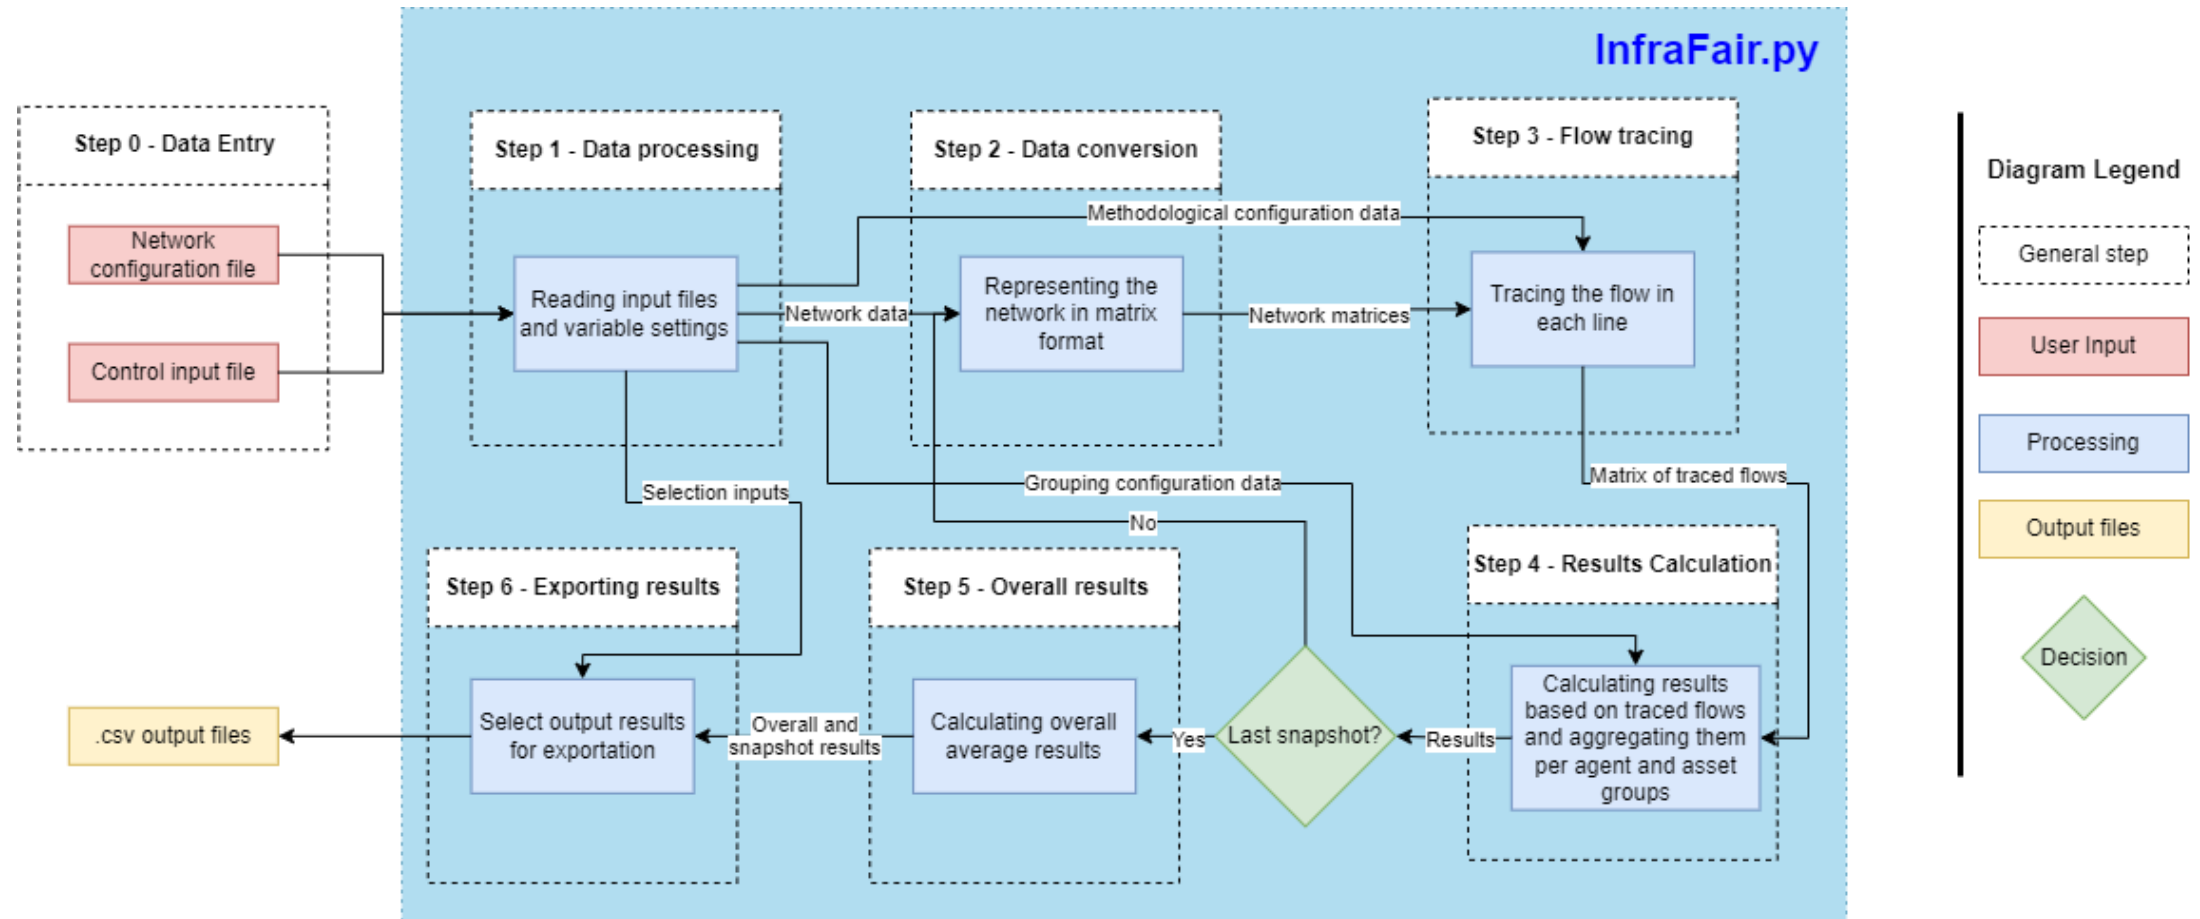 InfraFair.py
Step 0 - Data Entry
Network
configuration file
Control input file
Step 1 - Data processing
Reading input files
and variable settings
Step 2 - Data conversion
Representing the
network in matrix
format
Step 3 - Flow tracing
Tracing the flow in
each line
Methodological configuration data
Network data
Network matrices
Grouping configuration data
Matrix of traced flows
Selection inputs
No
Step 4 - Results Calculation
Calculating results
based on traced flows
and aggregating them
per agent and asset
groups
Results
Last snapshot?
Yes
Step 5 - Overall results
Calculating overall
average results
Overall and
snapshot results
Step 6 - Exporting results
Select output results
for exportation
.csv output files
Diagram Legend
General step
User Input
Processing
Output files
Decision